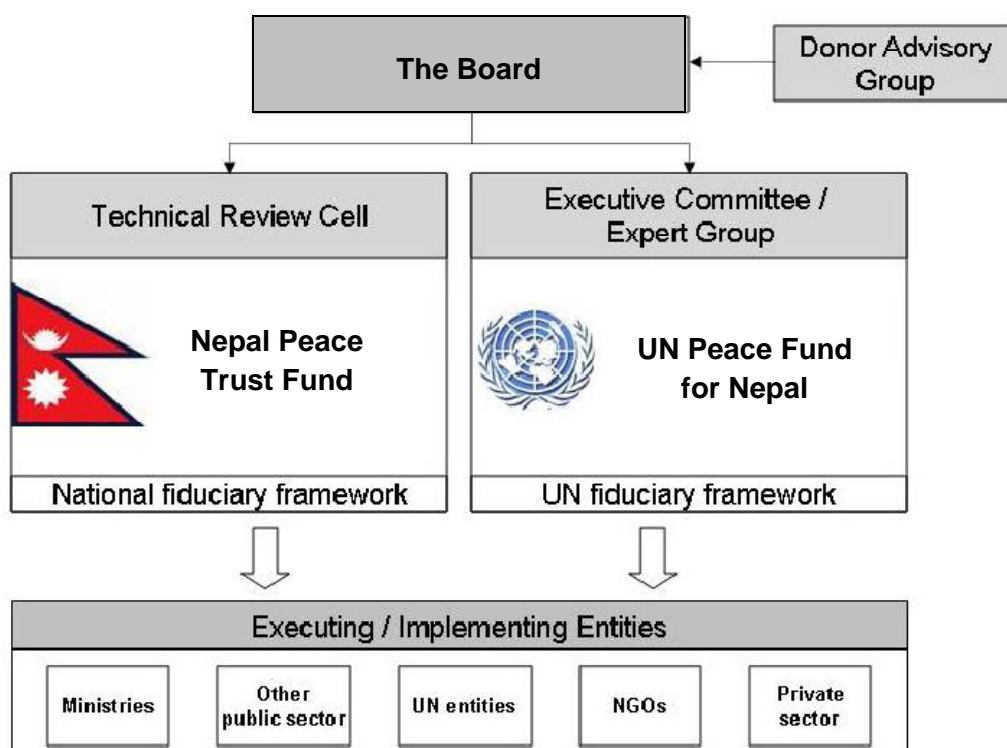 The Board
Donor Advisory
Group
Technical Review Cell
Executive Committee /
Expert Group
Nepal Peace
Trust Fund
UN Peace Fund
for Nepal
National fiduciary framework
UN fiduciary framework
Executing / Implementing Entities
Ministries
Other
public sector
UN entities
NGOs
Private
sector